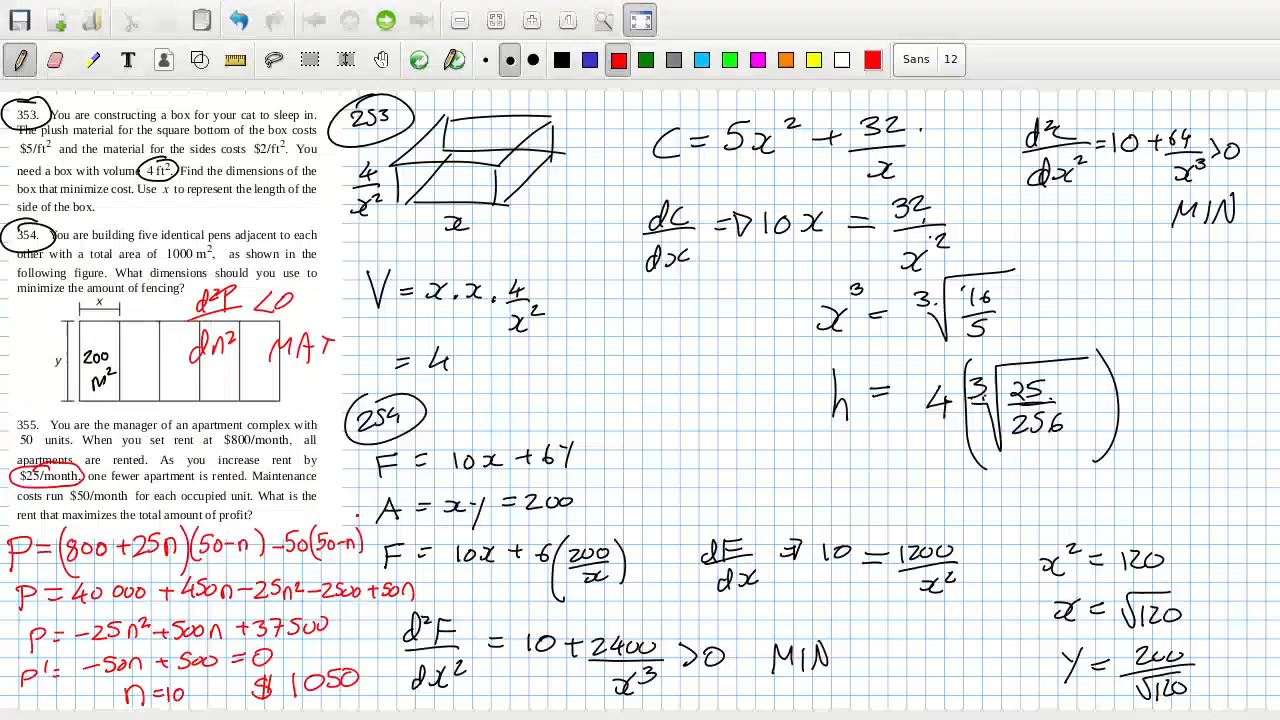 Sans 12
353. You are constructing a box for your cat to sleep in.
The plush material for the square bottom of the box costs
$5/ft² and the material for the sides costs $2/ft². You
need a box with volume 4 ft². Find the dimensions of the
box that minimize cost. Use x to represent the length of the
side of the box.
354. You are building five identical pens adjacent to each
other with a total area of 1000 m², as shown in the
following figure. What dimensions should you use to
minimize the amount of fencing?
x
y
200
m²
d²P/dn² <0
MAX
355. You are the manager of an apartment complex with
50 units. When you set rent at $800/month, all
apartments are rented. As you increase rent by
$25/month, one fewer apartment is rented. Maintenance
costs run $50/month for each occupied unit. What is the
rent that maximizes the total amount of profit?
P = (800 + 25n)(50-n) - 50(50-n)
P = 40 000 + 450n - 25n² - 2500 + 50n
P = -25n² + 500n + 37500
P' = -50n + 500 = 0
n = 10 $1050
253
4/x²
x
V = x . x . 4/x²
= 4
C = 5x² + 32/x
dC/dx => 10x = 32/x²
x³ = ³√16/5
h = 4(³√25/256)
d²C/dx² = 10 + 64/x³ >0
MIN
254
F = 10x + 6y
A = xy = 200
F = 10x + 6(200/x)
dF/dx => 10 = 1200/x²
x² = 120
x = √120
y = 200/√120
d²F/dx² = 10 + 2400/x³ >0 MIN